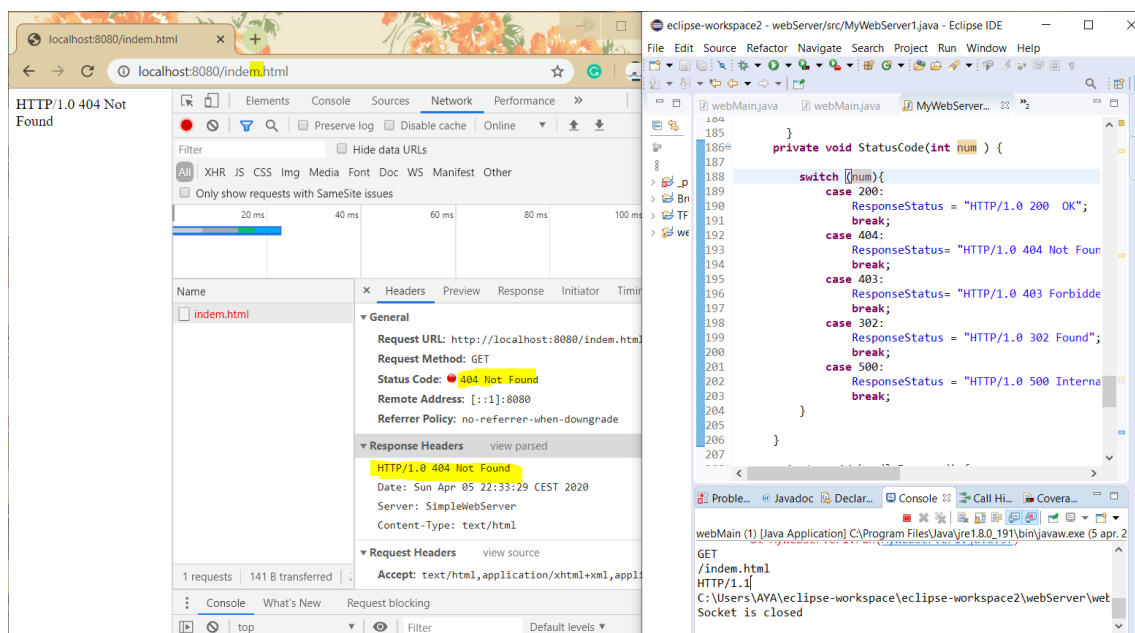 localhost:8080/indem.html
localhost:8080/indem.html
HTTP/1.0 404 Not
Found
Elements Console Sources Network Performance »
Preserve log Disable cache Online
Filter Hide data URLs
All XHR JS CSS Img Media Font Doc WS Manifest Other
Only show requests with SameSite issues
20 ms 40 ms 60 ms 80 ms 100 ms
Name
indem.html
1 requests 141 B transferred
× Headers Preview Response Initiator
General
Request URL: http://localhost:8080/indem.html
Request Method: GET
Status Code: 404 Not Found
Remote Address: [::1]:8080
Referrer Policy: no-referrer-when-downgrade
Response Headers view parsed
HTTP/1.0 404 Not Found
Date: Sun Apr 05 22:33:29 CEST 2020
Server: SimpleWebServer
Content-Type: text/html
Request Headers view source
Accept: text/html,application/xhtml+xml,appli
Console What's New Request blocking
top Filter Default levels ▼
eclipse-workspace2 - webServer/src/MyWebServer1.java - Eclipse IDE
File Edit Source Refactor Navigate Search Project Run Window Help
webMain.java webMain.java MyWebServer... "2
184
185 }
186 private void StatusCode(int num ) {
187
188 switch (num){
189 case 200:
190 ResponseStatus = "HTTP/1.0 200  OK";
191 break;
192 case 404:
193 ResponseStatus= "HTTP/1.0 404 Not Foun
194 break;
195 case 403:
196 ResponseStatus= "HTTP/1.0 403 Forbidde
197 break;
198 case 302:
199 ResponseStatus = "HTTP/1.0 302 Found";
200 break;
201 case 500:
202 ResponseStatus = "HTTP/1.0 500 Interna
203 break;
204 }
205
206 }
207
Proble... Javadoc Declar... Console Call Hi... Covera...
webMain (1) [Java Application] C:\Program Files\Java\jre1.8.0_191\bin\javaw.exe (5 apr. 2
GET
/indem.html
HTTP/1.1
C:\Users\AYA\eclipse-workspace\eclipse-workspace2\webServer\wet
Socket is closed